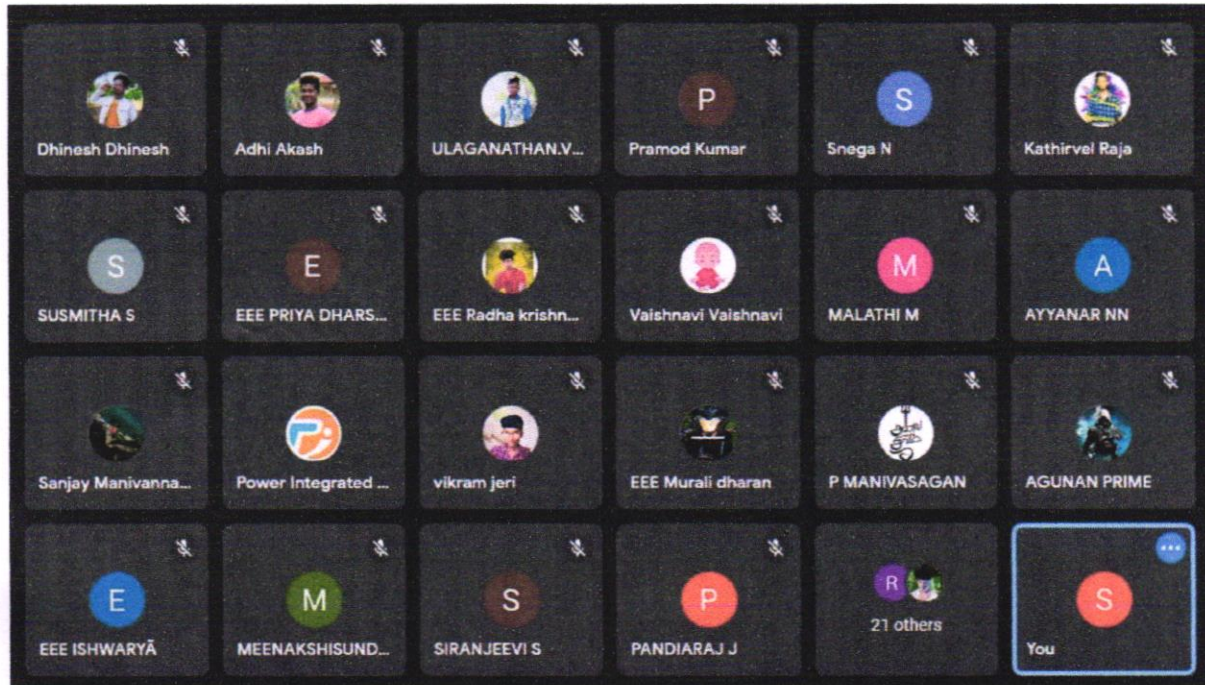 Dhinesh Dhinesh
Adhi Akash
ULAGANATHAN.V...
P
Pramod Kumar
S
Snega N
Kathirvel Raja
S
SUSMITHA S
E
EEE PRIYA DHARS...
EEE Radha krishn...
Vaishnavi Vaishnavi
M
MALATHI M
A
AYYANAR NN
Sanjay Manivanna...
Power Integrated ...
vikram jeri
EEE Murali dharan
P MANIVASAGAN
AGUNAN PRIME
E
EEE ISHWARYĀ
M
MEENAKSHISUND...
S
SIRANJEEVI S
P
PANDIARAJ J
R
21 others
S
You